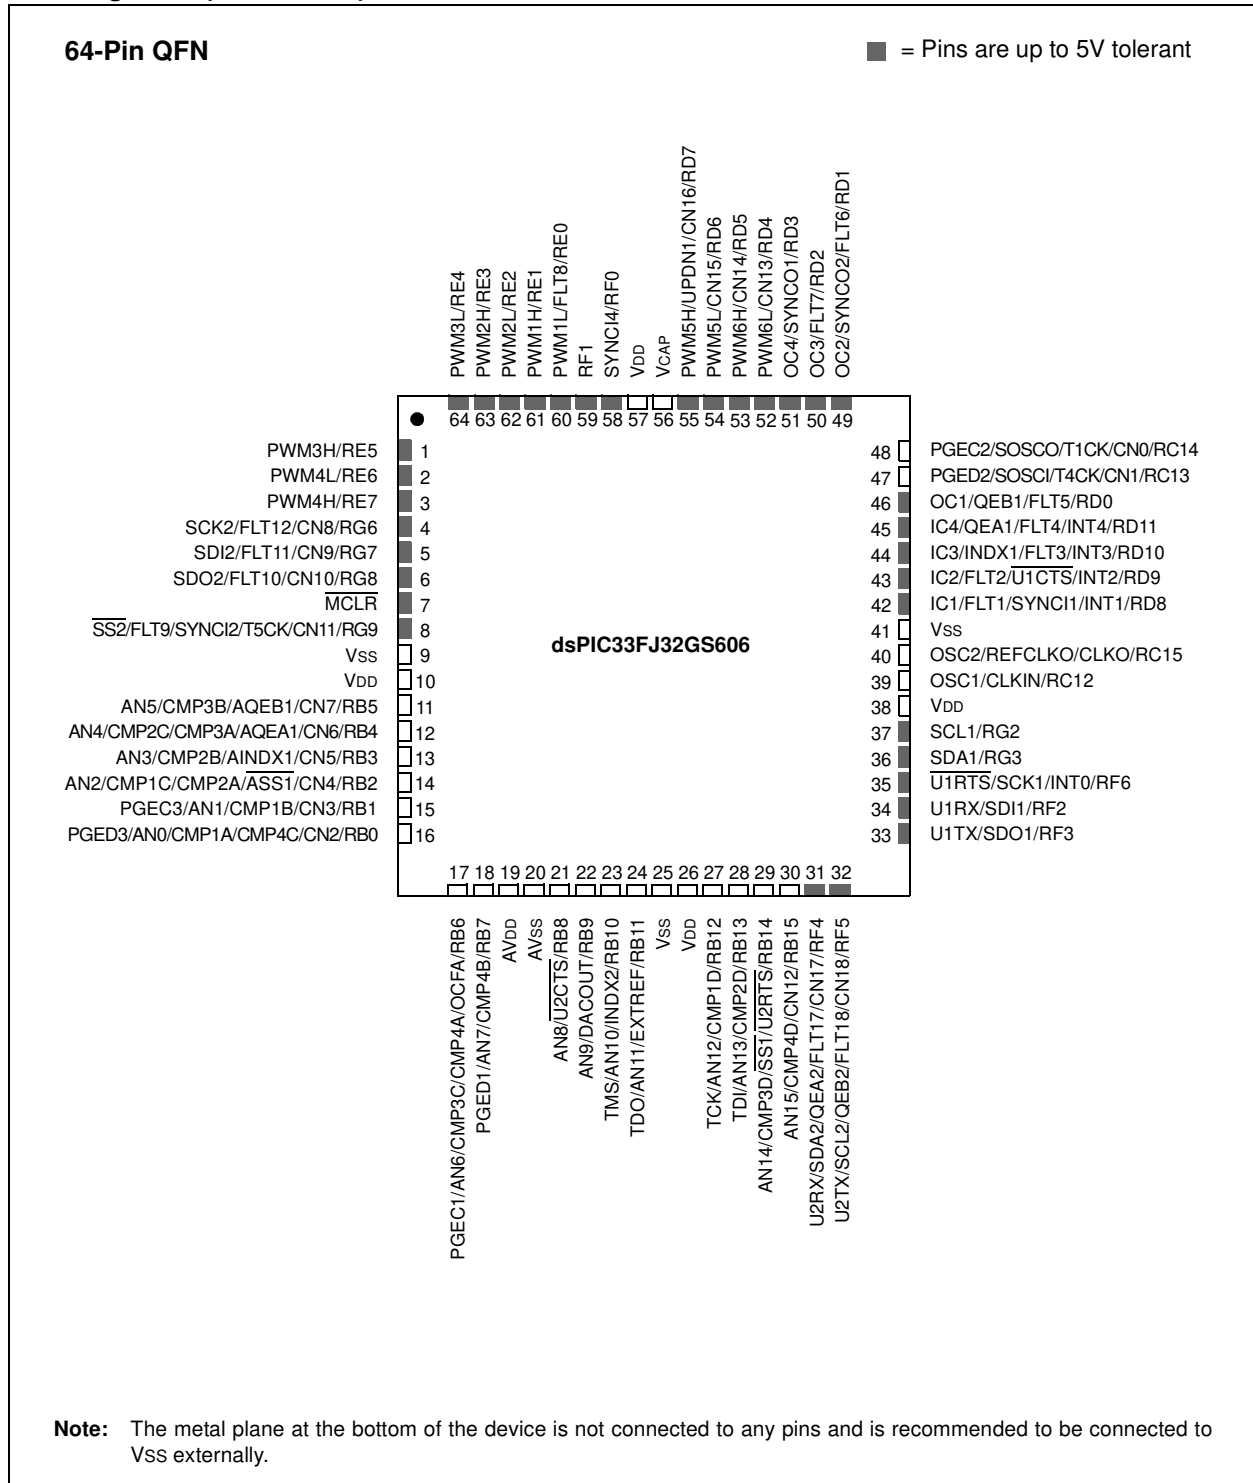 64-Pin QFN
= Pins are up to 5V tolerant
PWM3L/RE4
PWM2H/RE3
PWM2L/RE2
PWM1H/RE1
PWM1L/FLT8/RE0
RF1
SYNCI4/RF0
VDD
VCAP
PWM5H/UPDN1/CN16/RD7
PWM5L/CN15/RD6
PWM6H/CN14/RD5
PWM6L/CN13/RD4
OC4/SYNCO1/RD3
OC3/FLT7/RD2
OC2/SYNCO2/FLT6/RD1
64 63 62 61 60 59 58 57 56 55 54 53 52 51 50 49
PWM3H/RE5 1
PWM4L/RE6 2
PWM4H/RE7 3
SCK2/FLT12/CN8/RG6 4
SDI2/FLT11/CN9/RG7 5
SDO2/FLT10/CN10/RG8 6
MCLR 7
SS2/FLT9/SYNCI2/T5CK/CN11/RG9 8
VSS 9
VDD 10
AN5/CMP3B/AQEB1/CN7/RB5 11
AN4/CMP2C/CMP3A/AQEA1/CN6/RB4 12
AN3/CMP2B/AINDX1/CN5/RB3 13
AN2/CMP1C/CMP2A/ASS1/CN4/RB2 14
PGEC3/AN1/CMP1B/CN3/RB1 15
PGED3/AN0/CMP1A/CMP4C/CN2/RB0 16
dsPIC33FJ32GS606
48 PGEC2/SOSCO/T1CK/CN0/RC14
47 PGED2/SOSCI/T4CK/CN1/RC13
46 OC1/QEB1/FLT5/RD0
45 IC4/QEA1/FLT4/INT4/RD11
44 IC3/INDX1/FLT3/INT3/RD10
43 IC2/FLT2/U1CTS/INT2/RD9
42 IC1/FLT1/SYNCI1/INT1/RD8
41 VSS
40 OSC2/REFCLKO/CLKO/RC15
39 OSC1/CLKIN/RC12
38 VDD
37 SCL1/RG2
36 SDA1/RG3
35 U1RTS/SCK1/INT0/RF6
34 U1RX/SDI1/RF2
33 U1TX/SDO1/RF3
17 18 19 20 21 22 23 24 25 26 27 28 29 30 31 32
PGEC1/AN6/CMP3C/CMP4A/OCFA/RB6
PGED1/AN7/CMP4B/RB7
AVDD
AVSS
AN8/U2CTS/RB8
AN9/DACOUT/RB9
TMS/AN10/INDX2/RB10
TDO/AN11/EXTREF/RB11
VSS
VDD
TCK/AN12/CMP1D/RB12
TDI/AN13/CMP2D/RB13
AN14/CMP3D/SS1/U2RTS/RB14
AN15/CMP4D/CN12/RB15
U2RX/SDA2/QEA2/FLT17/CN17/RF4
U2TX/SCL2/QEB2/FLT18/CN18/RF5
Note: The metal plane at the bottom of the device is not connected to any pins and is recommended to be connected to
VSS externally.